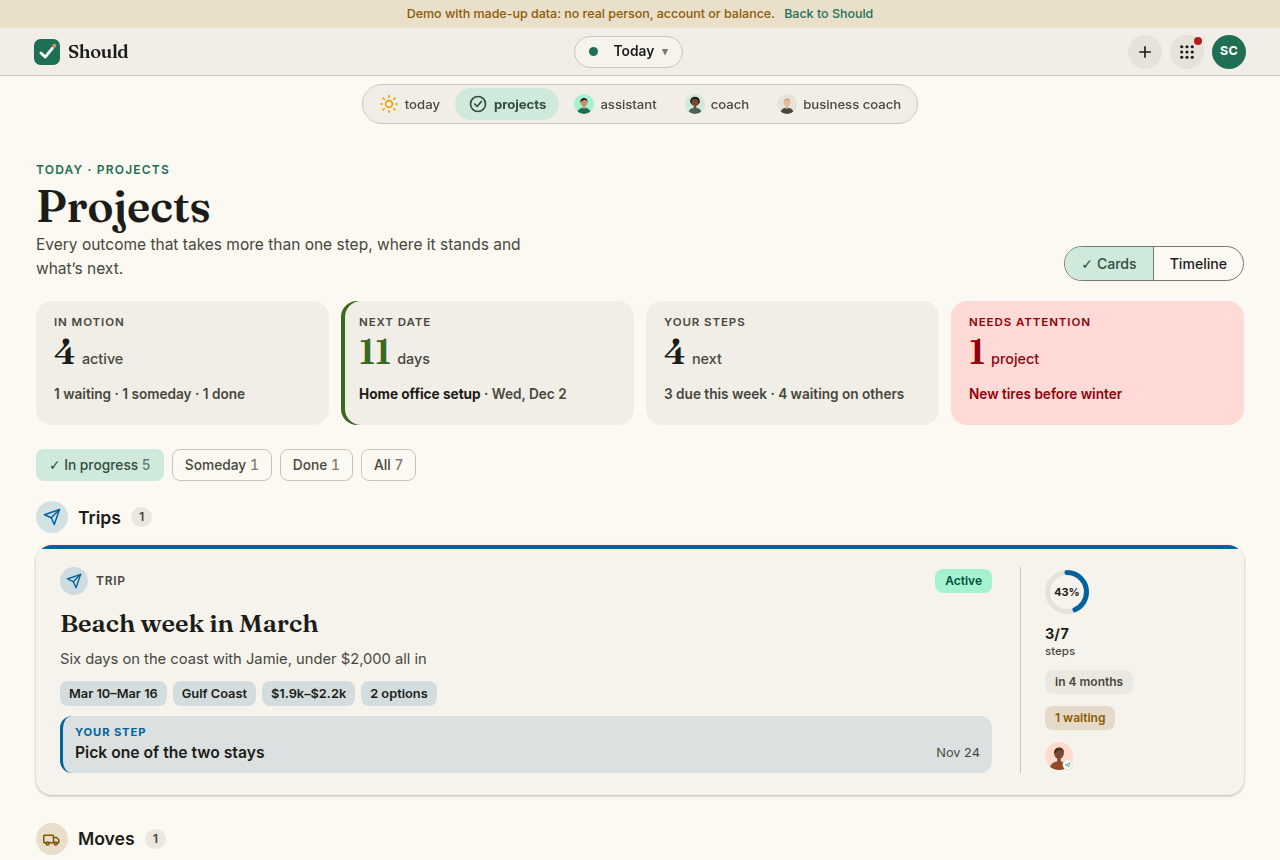 Demo with made-up data: no real person, account or balance. Back to Should
Should
Today ▾
SC
today
projects
assistant
coach
business coach
TODAY · PROJECTS
Projects
Every outcome that takes more than one step, where it stands and
what's next.
✓ Cards
Timeline
IN MOTION
4 active
1 waiting · 1 someday · 1 done
NEXT DATE
11 days
Home office setup · Wed, Dec 2
YOUR STEPS
4 next
3 due this week · 4 waiting on others
NEEDS ATTENTION
1 project
New tires before winter
✓ In progress 5
Someday 1
Done 1
All 7
Trips 1
TRIP
Active
Beach week in March
Six days on the coast with Jamie, under $2,000 all in
Mar 10–Mar 16
Gulf Coast
$1.9k–$2.2k
2 options
YOUR STEP
Pick one of the two stays
Nov 24
43%
3/7
steps
in 4 months
1 waiting
Moves 1